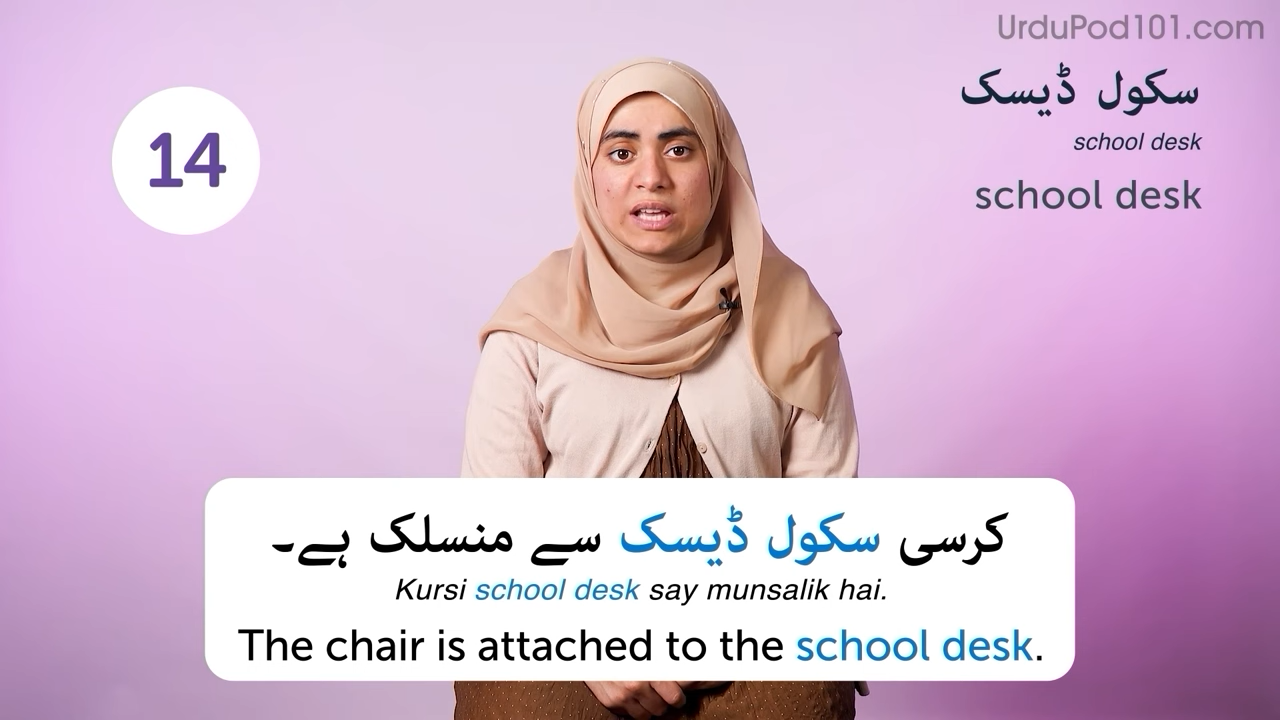 UrduPod101.com
14
سکول ڈیسک
school desk
school desk
کرسی سکول ڈیسک سے منسلک ہے۔
Kursi school desk say munsalik hai.
The chair is attached to the school desk.